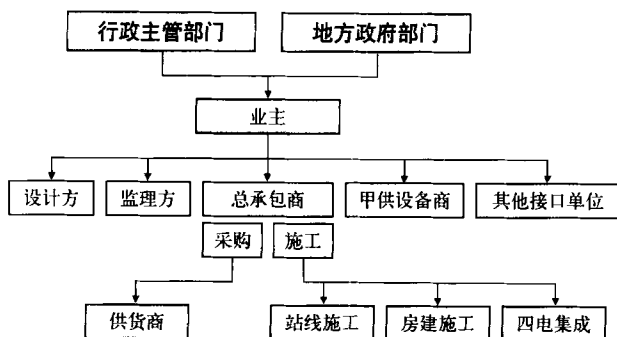 行政主管部门 地方政府部门
业主
设计方 监理方 总承包商 甲供设备商 其他接口单位
采购 施工
供货商 站线施工 房建施工 四电集成